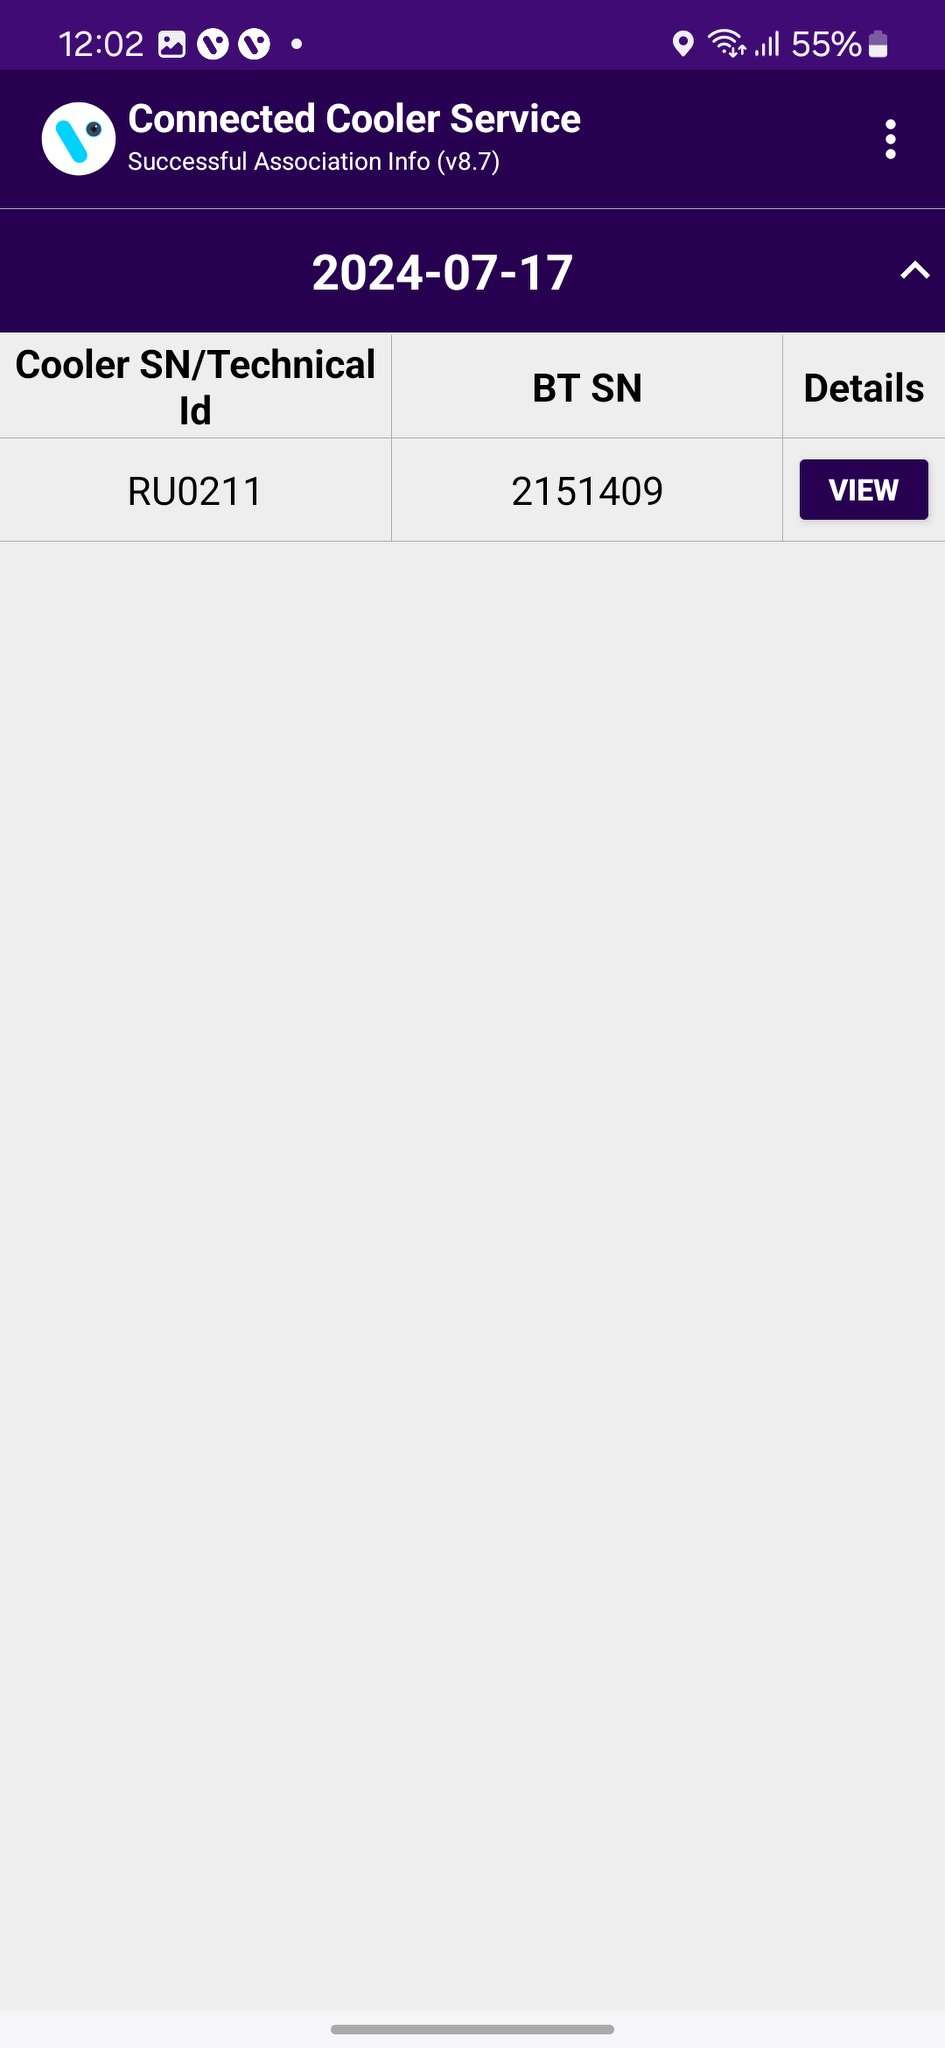 12:02
55%
Connected Cooler Service
Successful Association Info (v8.7)
2024-07-17
Cooler SN/Technical
Id
BT SN
Details
RU0211
2151409
VIEW